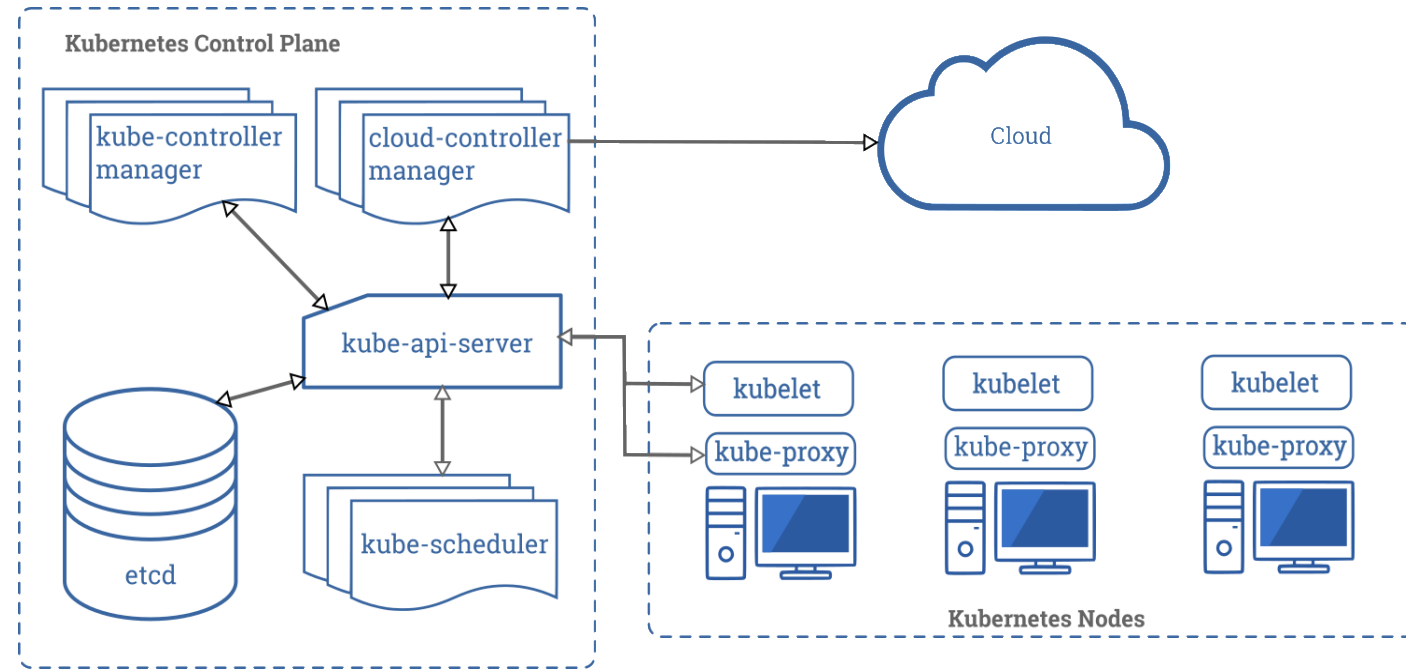 Kubernetes Control Plane
kube-controller
manager
cloud-controller
manager
Cloud
kube-api-server
kubelet
kubelet
kubelet
kube-proxy
kube-proxy
kube-proxy
kube-scheduler
etcd
Kubernetes Nodes